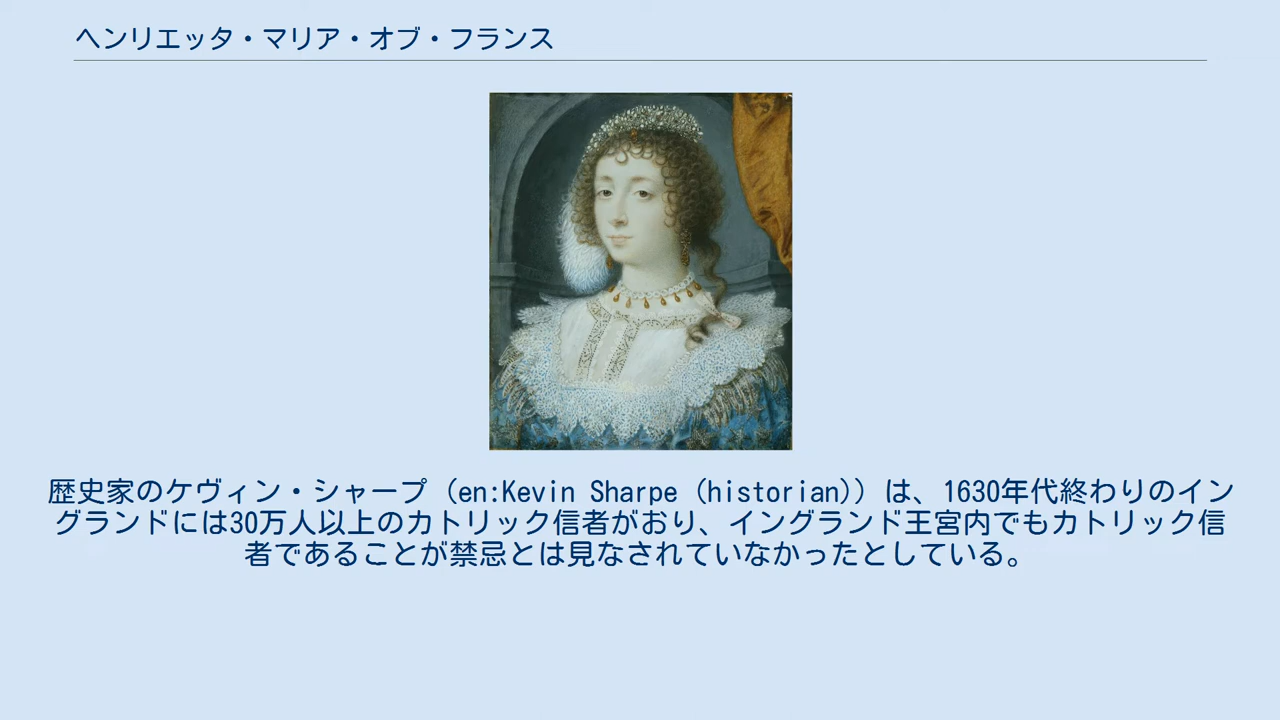 ヘンリエッタ・マリア・オブ・フランス
歴史家のケヴィン・シャープ（en:Kevin Sharpe (historian)）は、1630年代終わりのイン
グランドには30万人以上のカトリック信者がおり、イングランド王宮内でもカトリック信
者であることが禁忌とは見なされていなかったとしている。